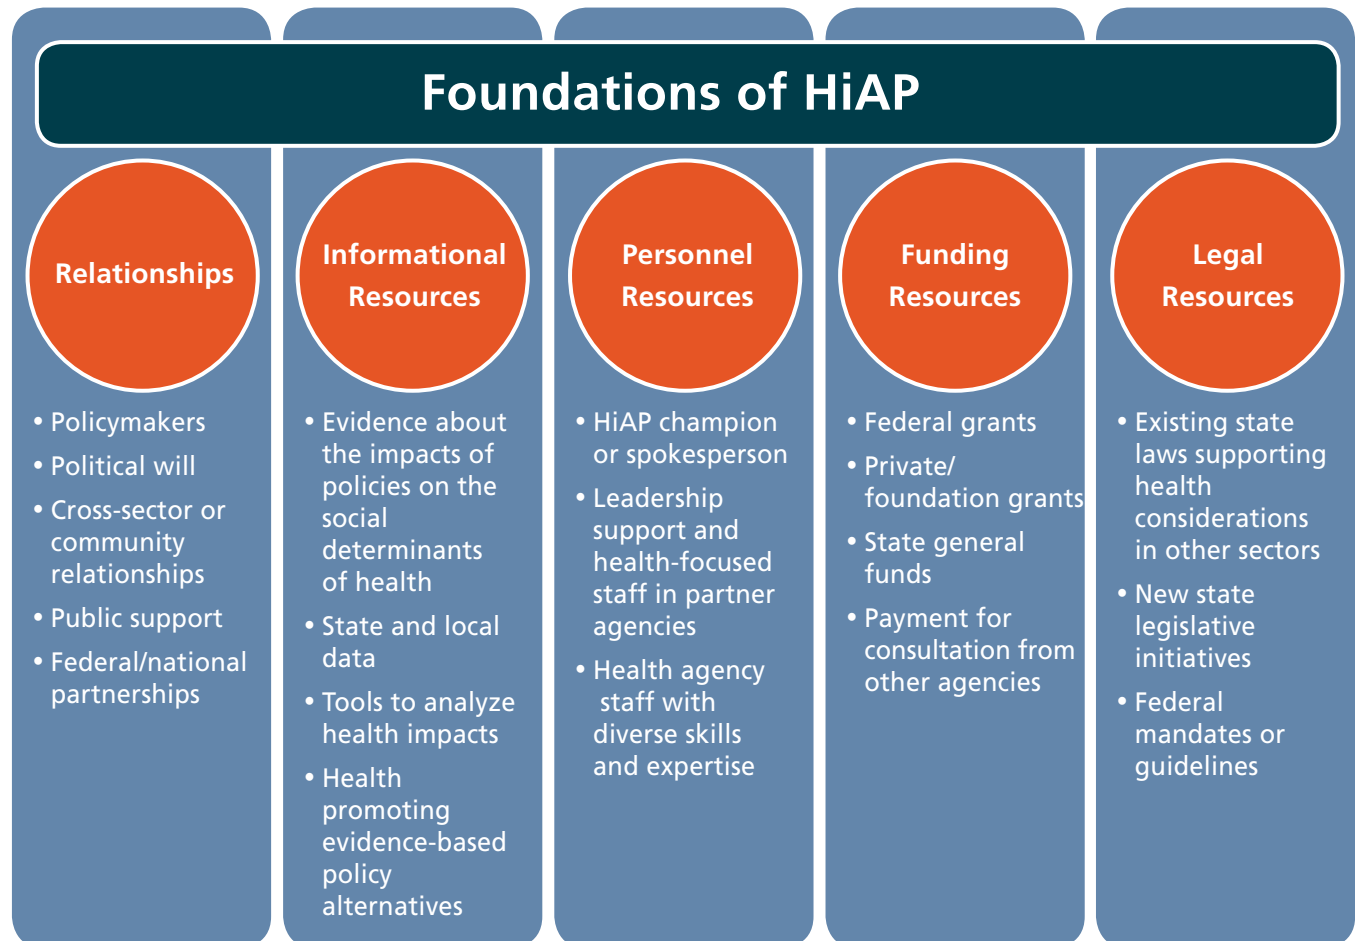 Foundations of HiAP
Relationships
• Policymakers
• Political will
• Cross-sector or
community
relationships
• Public support
• Federal/national
partnerships
Informational
Resources
• Evidence about
the impacts of
policies on the
social
determinants
of health
• State and local
data
• Tools to analyze
health impacts
• Health
promoting
evidence-based
policy
alternatives
Personnel
Resources
• HiAP champion
or spokesperson
• Leadership
support and
health-focused
staff in partner
agencies
• Health agency
staff with
diverse skills
and expertise
Funding
Resources
• Federal grants
• Private/
foundation grants
• State general
funds
• Payment for
consultation from
other agencies
Legal
Resources
• Existing state
laws supporting
health
considerations
in other sectors
• New state
legislative
initiatives
• Federal
mandates or
guidelines